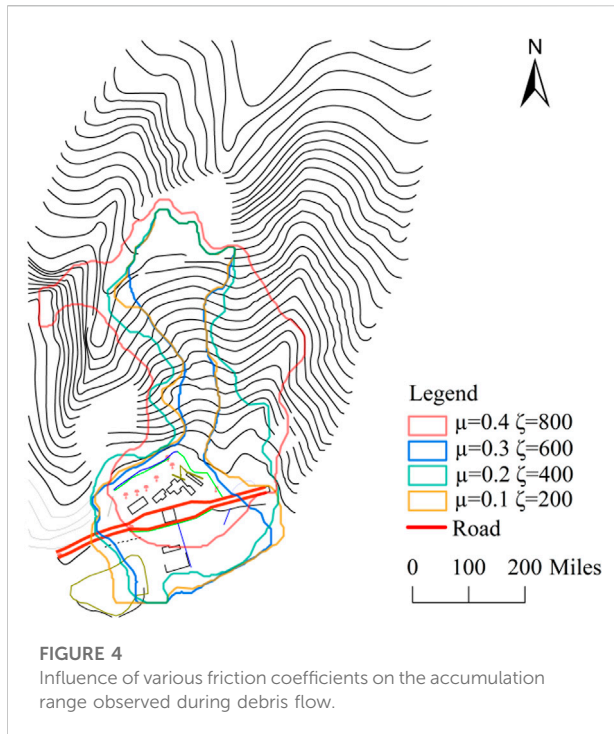 N
Legend
μ=0.4 ζ=800
μ=0.3 ζ=600
μ=0.2 ζ=400
μ=0.1 ζ=200
Road
0 100 200 Miles
FIGURE 4
Influence of various friction coefficients on the accumulation
range observed during debris flow.